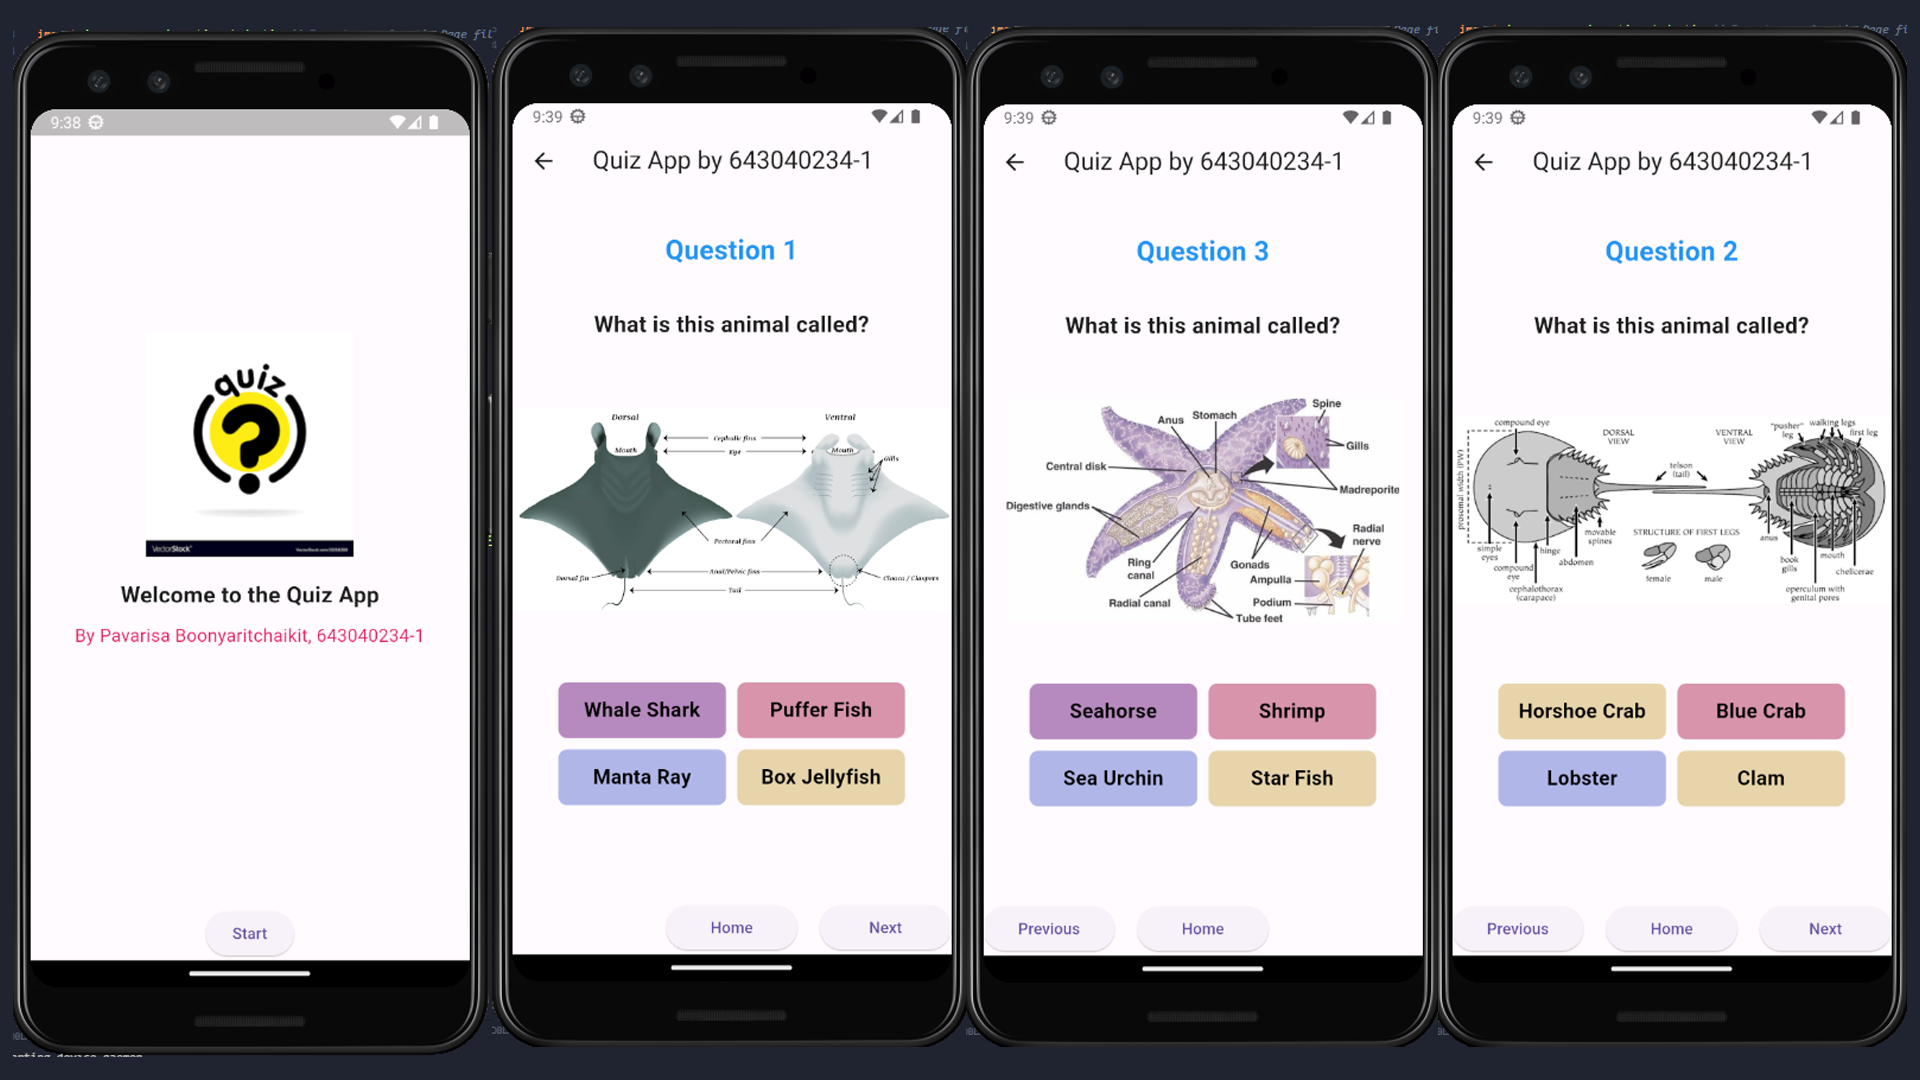 9:38
quiz
?
VectorStock
Welcome to the Quiz App
By Pavarisa Boonyaritchaikit, 643040234-1
Start
9:39
Quiz App by 643040234-1
Question 1
What is this animal called?
Dorsal
Ventral
Cephalic fins
Mouth
Eye
Mouth
Gills
Pectoral fins
Dorsal fin
Anal/Pelvic fins
Cloaca / Claspers
Tail
Whale Shark
Puffer Fish
Manta Ray
Box Jellyfish
Home
Next
9:39
Quiz App by 643040234-1
Question 3
What is this animal called?
Spine
Anus
Stomach
Gills
Central disk
Madreporite
Digestive glands
Radial
nerve
Ring
canal
Gonads
Ampulla
Radial canal
Podium
Tube feet
Seahorse
Shrimp
Sea Urchin
Star Fish
Previous
Home
9:39
Quiz App by 643040234-1
Question 2
What is this animal called?
compound eye
DORSAL
VIEW
VENTRAL
VIEW
"pusher"
leg
walking legs
first leg
telson
(tail)
prosomal width (PW)
STRUCTURE OF FIRST LEGS
simple
eyes
compound
eye
hinge
abdomen
movable
spines
cephalothorax
(carapace)
female
male
anus
book
gills
mouth
chelicerae
operculum with
genital pores
Horshoe Crab
Blue Crab
Lobster
Clam
Previous
Home
Next